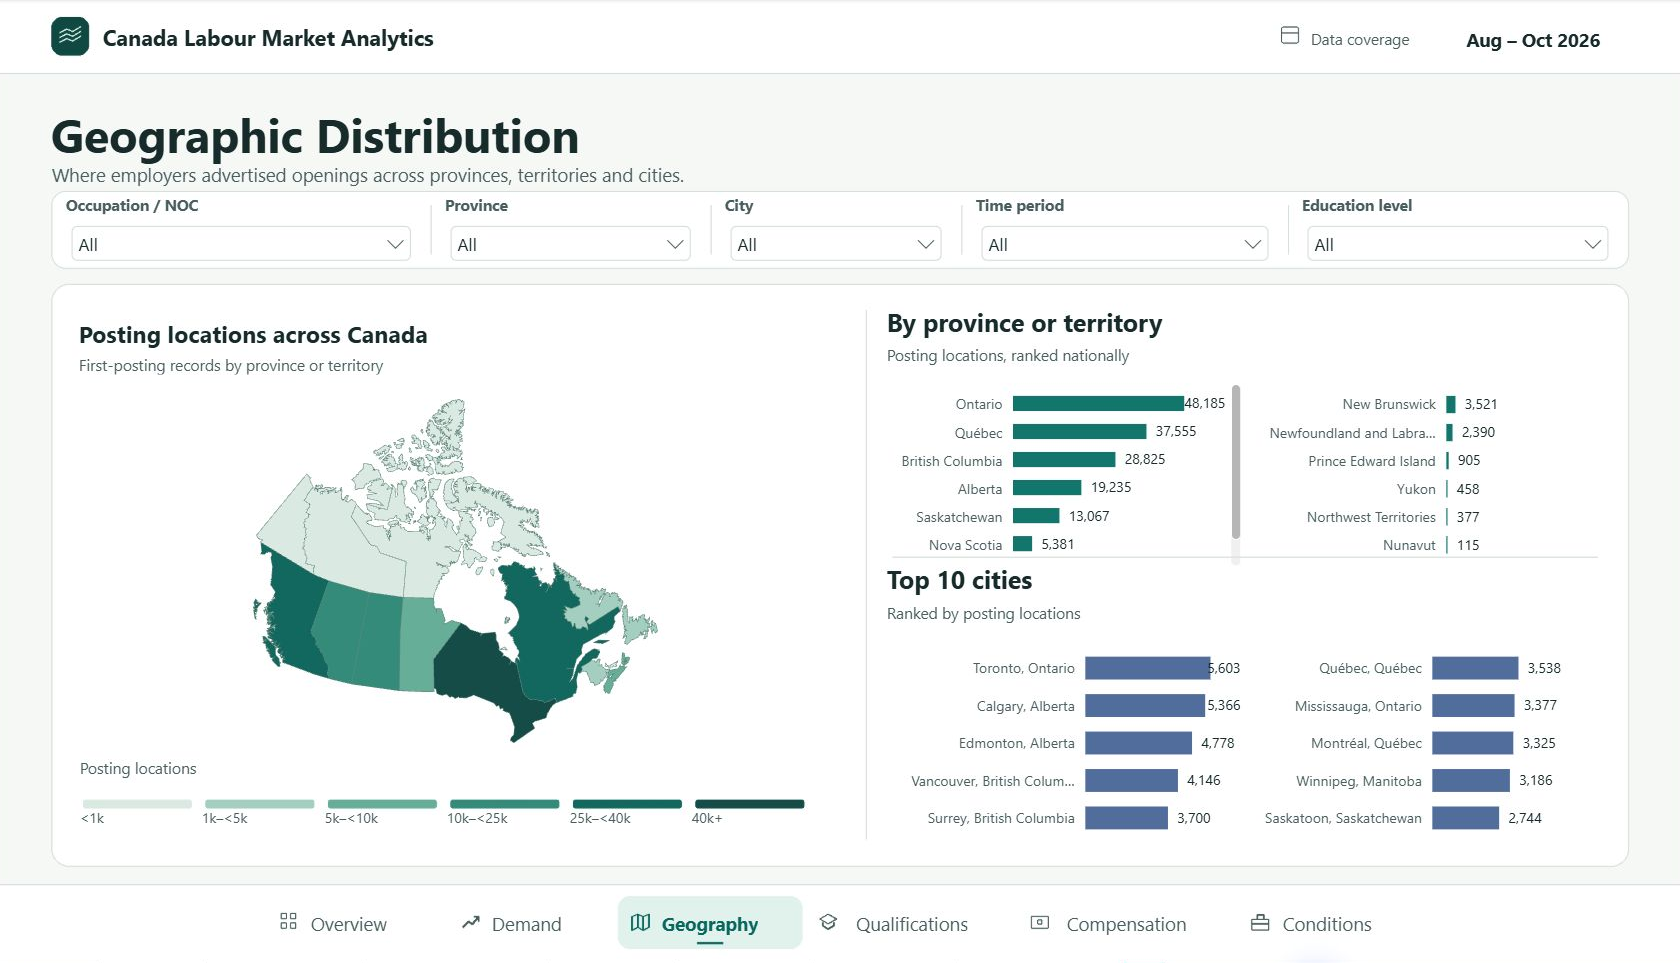 Canada Labour Market Analytics
Data coverage
Aug – Oct 2026
Geographic Distribution
Where employers advertised openings across provinces, territories and cities.
Occupation / NOC
All
Province
All
City
All
Time period
All
Education level
All
Posting locations across Canada
First-posting records by province or territory
Posting locations
<1k
1k–<5k
5k–<10k
10k–<25k
25k–<40k
40k+
By province or territory
Posting locations, ranked nationally
Ontario 48,185
Québec 37,555
British Columbia 28,825
Alberta 19,235
Saskatchewan 13,067
Nova Scotia 5,381
New Brunswick 3,521
Newfoundland and Labra... 2,390
Prince Edward Island 905
Yukon 458
Northwest Territories 377
Nunavut 115
Top 10 cities
Ranked by posting locations
Toronto, Ontario 5,603
Calgary, Alberta 5,366
Edmonton, Alberta 4,778
Vancouver, British Colum... 4,146
Surrey, British Columbia 3,700
Québec, Québec 3,538
Mississauga, Ontario 3,377
Montréal, Québec 3,325
Winnipeg, Manitoba 3,186
Saskatoon, Saskatchewan 2,744
Overview
Demand
Geography
Qualifications
Compensation
Conditions